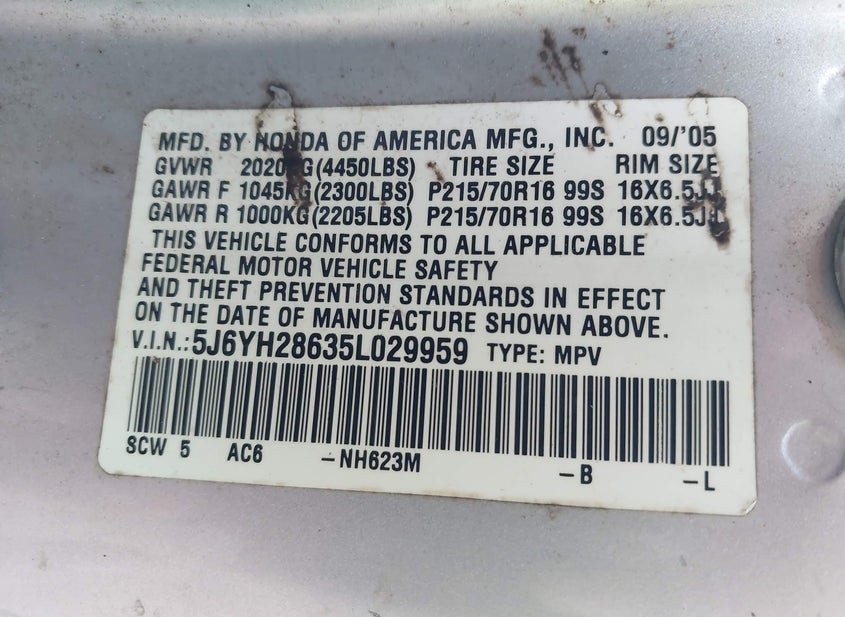 MFD. BY HONDA OF AMERICA MFG., INC. 09/'05
GVWR 2020KG(4450LBS) TIRE SIZE RIM SIZE
GAWR F 1045KG(2300LBS) P215/70R16 99S 16X6.5JJ
GAWR R 1000KG(2205LBS) P215/70R16 99S 16X6.5JJ
THIS VEHICLE CONFORMS TO ALL APPLICABLE
FEDERAL MOTOR VEHICLE SAFETY
AND THEFT PREVENTION STANDARDS IN EFFECT
ON THE DATE OF MANUFACTURE SHOWN ABOVE.
V.I.N.: 5J6YH28635L029959 TYPE: MPV
SCW 5 AC6 -NH623M -B -L